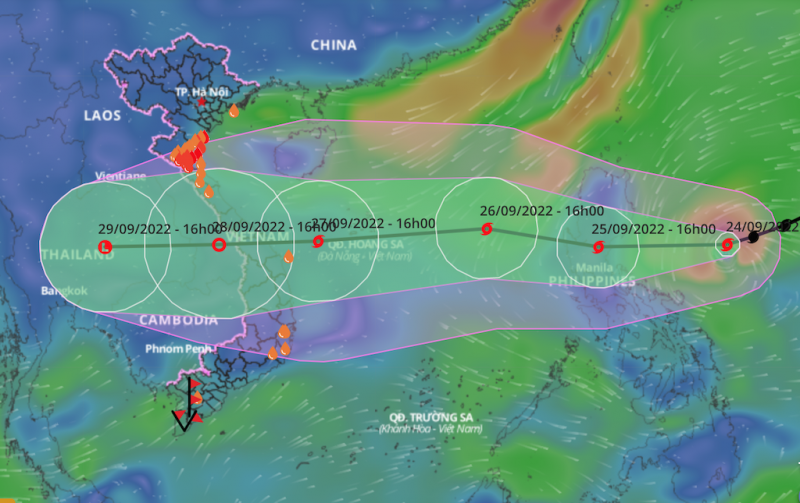 CHINA
TP. Hà Nội
LAOS
Vientiane
26/09/2022 - 16h00
29/09/2022 - 16h00
28/09/2022 - 16h00
27/09/2022 - 16h00
25/09/2022 - 16h00
24/09/2022
VIETNAM
QĐ. HOÀNG SA
(Đà Nẵng - Việt Nam)
THAILAND
Manila
PHILIPPINES
Bangkok
CAMBODIA
Phnom Penh
QĐ. TRƯỜNG SA
(Khánh Hòa - Việt Nam)